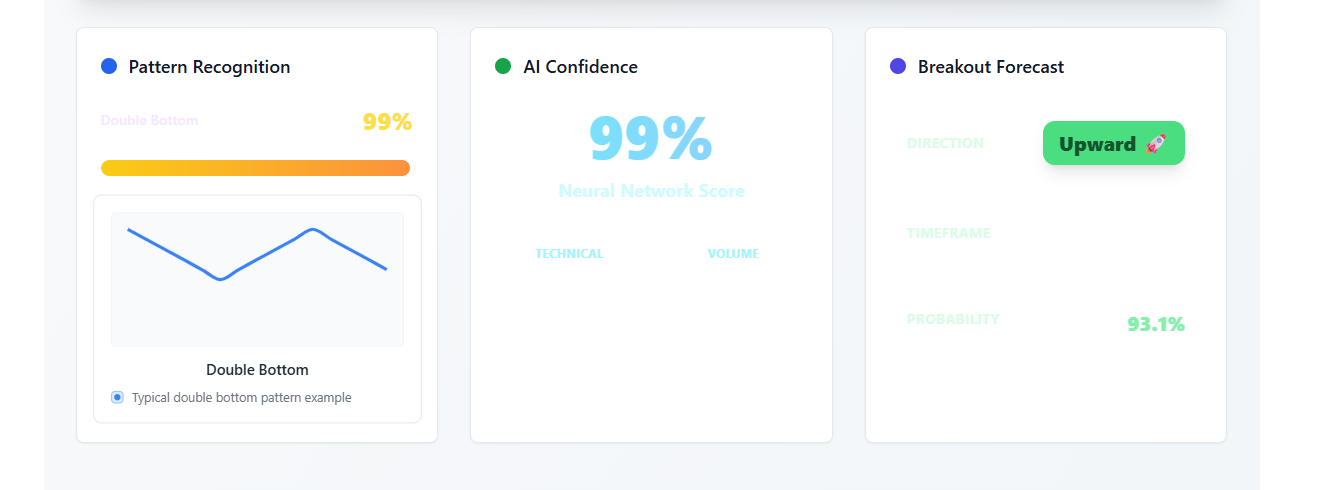 Pattern Recognition
Double Bottom 99%
Double Bottom
Typical double bottom pattern example
AI Confidence
99%
Neural Network Score
TECHNICAL VOLUME
Breakout Forecast
DIRECTION Upward 🚀
TIMEFRAME
PROBABILITY 93.1%